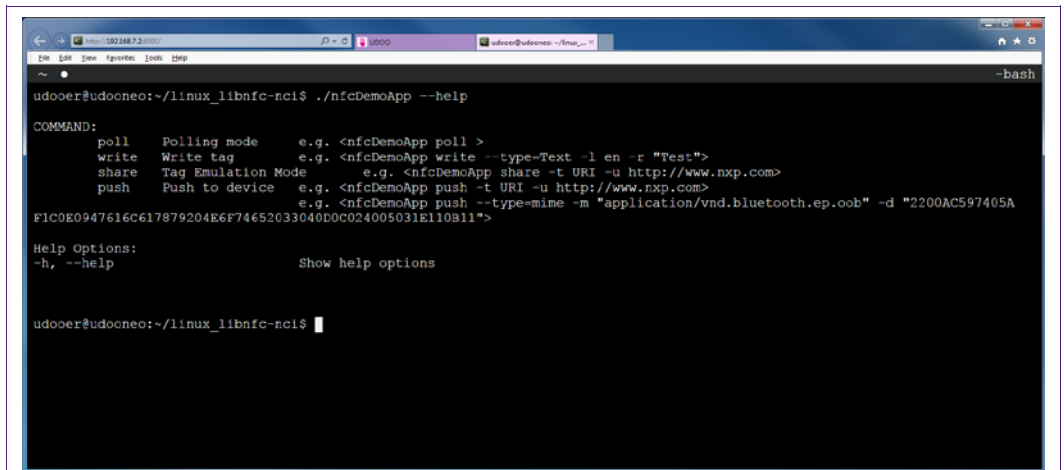 http://192.168.7.2:8000/
UDOO
udooer@udooneo: ~/linux_...
File Edit View Favorites Tools Help
~ ●
-bash
udooer@udooneo:~/linux_libnfc-nci$ ./nfcDemoApp --help
COMMAND:
poll Polling mode e.g. <nfcDemoApp poll >
write Write tag e.g. <nfcDemoApp write --type=Text -l en -r "Test">
share Tag Emulation Mode e.g. <nfcDemoApp share -t URI -u http://www.nxp.com>
push Push to device e.g. <nfcDemoApp push -t URI -u http://www.nxp.com>
e.g. <nfcDemoApp push --type=mime -m "application/vnd.bluetooth.ep.oob" -d "2200AC597405A
F1C0E0947616C617879204E6F74652033040D0C024005031E110B11">
Help Options:
-h, --help Show help options
udooer@udooneo:~/linux_libnfc-nci$